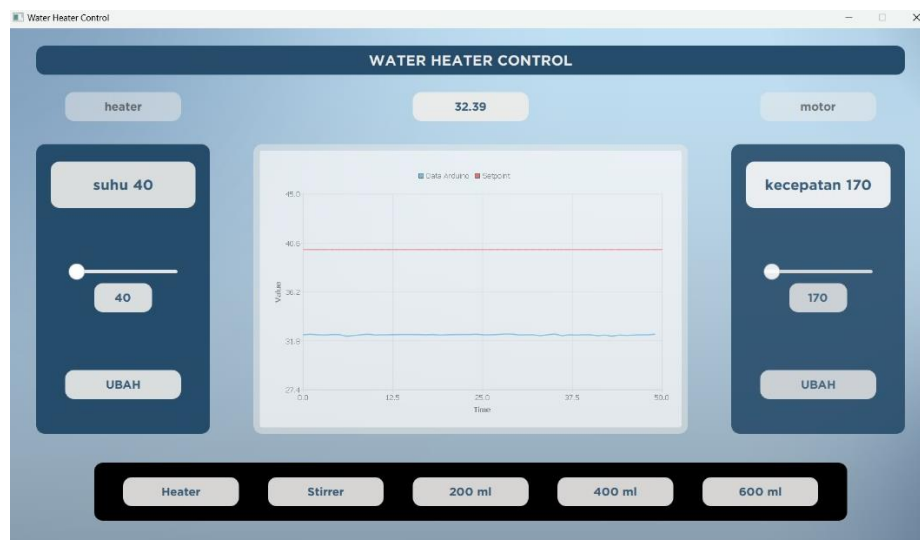 Water Heater Control
WATER HEATER CONTROL
heater
32.39
motor
suhu 40
40
UBAH
Data Arduino Setpoint
45.0
40.6
36.2
31.8
27.4
Value
0.0 12.5 25.0 37.5 50.0
Time
kecepatan 170
170
UBAH
Heater Stirrer 200 ml 400 ml 600 ml